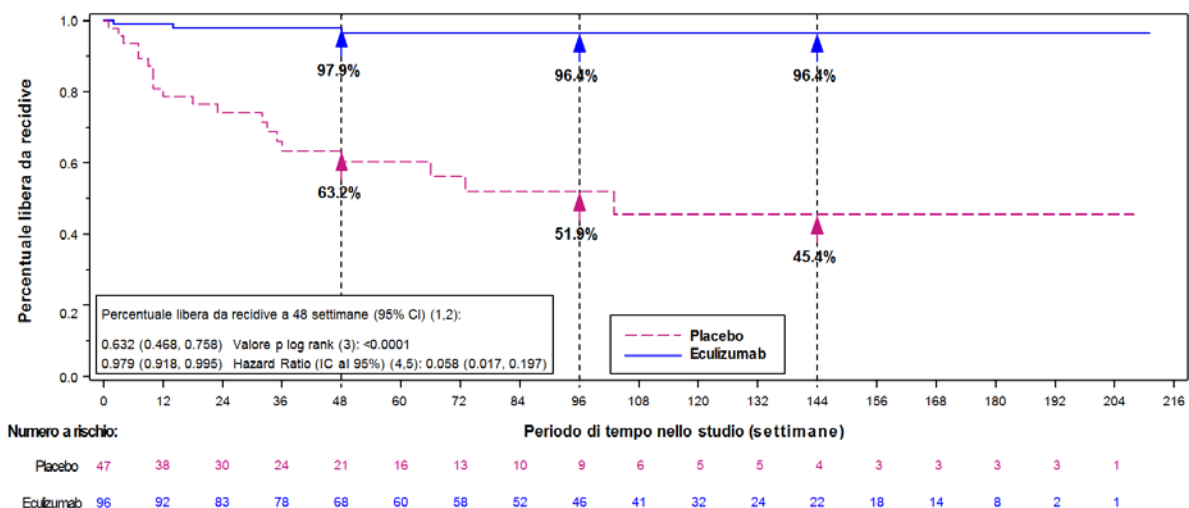 Percentuale libera da recidive
1.0
0.8
0.6
0.4
0.2
0.0
97.9%
96.4%
96.4%
63.2%
51.9%
45.4%
Percentuale libera da recidive a 48 settimane (95% CI) (1,2):
0.632 (0.468, 0.758) Valore p log rank (3): <0.0001
0.979 (0.918, 0.995) Hazard Ratio (IC al 95%) (4,5): 0.058 (0.017, 0.197)
Placebo
Eculizumab
0 12 24 36 48 60 72 84 96 108 120 132 144 156 168 180 192 204 216
Numero a rischio: Periodo di tempo nello studio (settimane)
Placebo 47 38 30 24 21 16 13 10 9 6 5 5 4 3 3 3 3 1
Eculizumab 96 92 83 78 68 60 58 52 46 41 32 24 22 18 14 8 2 1